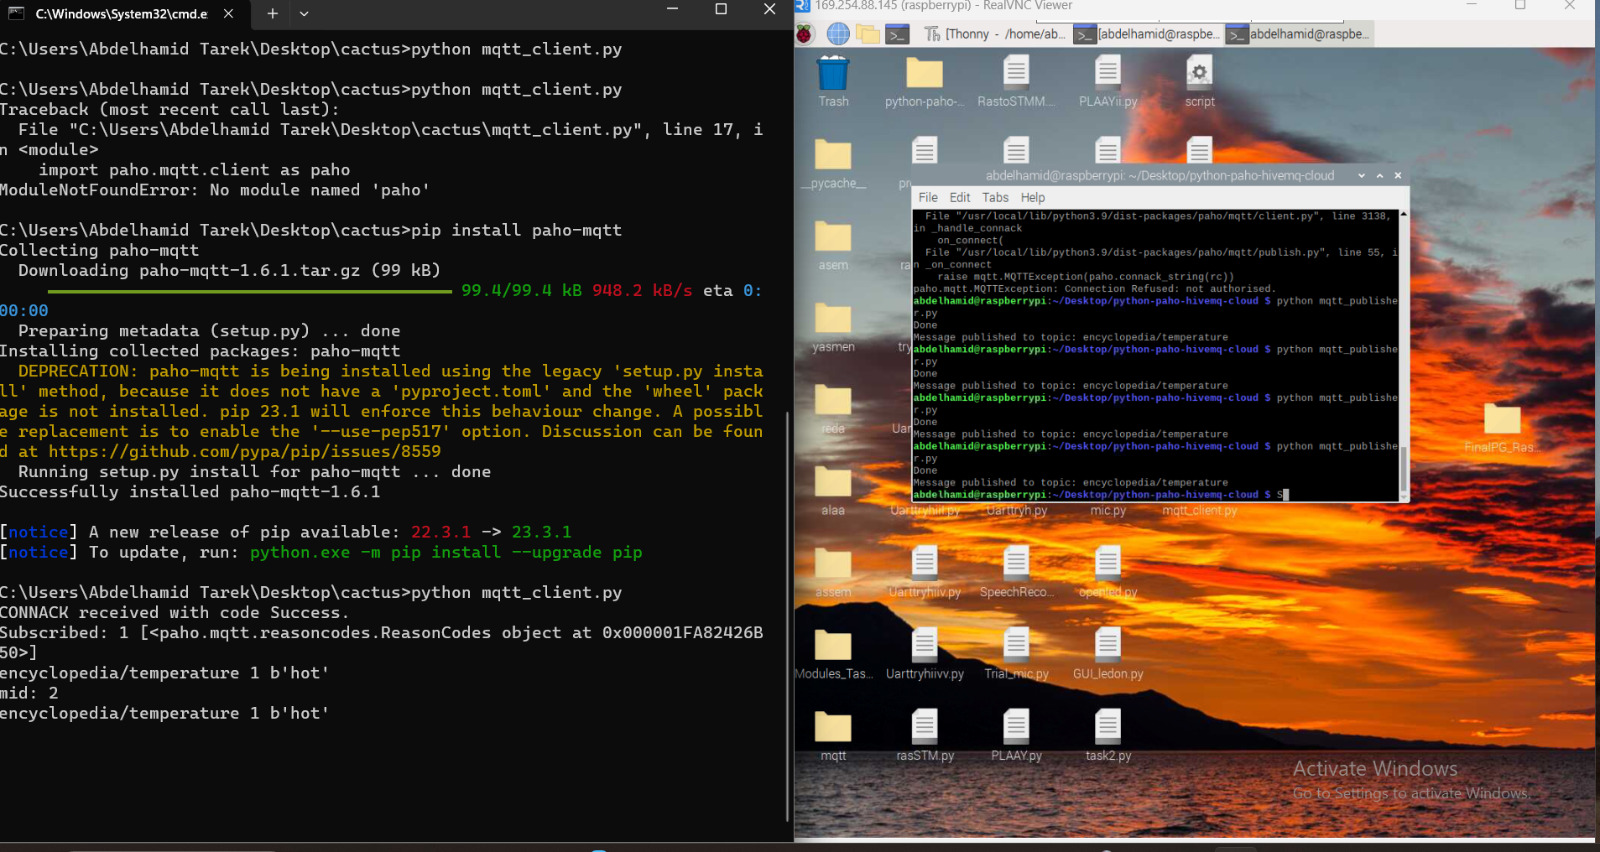 C:\Windows\System32\cmd.e
C:\Users\Abdelhamid Tarek\Desktop\cactus>python mqtt_client.py
C:\Users\Abdelhamid Tarek\Desktop\cactus>python mqtt_client.py
Traceback (most recent call last):
File "C:\Users\Abdelhamid Tarek\Desktop\cactus\mqtt_client.py", line 17, i
n <module>
import paho.mqtt.client as paho
ModuleNotFoundError: No module named 'paho'
C:\Users\Abdelhamid Tarek\Desktop\cactus>pip install paho-mqtt
Collecting paho-mqtt
Downloading paho-mqtt-1.6.1.tar.gz (99 kB)
99.4/99.4 kB 948.2 kB/s eta 0:
00:00
Preparing metadata (setup.py) ... done
Installing collected packages: paho-mqtt
DEPRECATION: paho-mqtt is being installed using the legacy 'setup.py insta
ll' method, because it does not have a 'pyproject.toml' and the 'wheel' pack
age is not installed. pip 23.1 will enforce this behaviour change. A possibl
e replacement is to enable the '--use-pep517' option. Discussion can be foun
d at https://github.com/pypa/pip/issues/8559
Running setup.py install for paho-mqtt ... done
Successfully installed paho-mqtt-1.6.1
[notice] A new release of pip available: 22.3.1 -> 23.3.1
[notice] To update, run: python.exe -m pip install --upgrade pip
C:\Users\Abdelhamid Tarek\Desktop\cactus>python mqtt_client.py
CONNACK received with code Success.
Subscribed: 1 [<paho.mqtt.reasoncodes.ReasonCodes object at 0x000001FA82426B
50>]
encyclopedia/temperature 1 b'hot'
mid: 2
encyclopedia/temperature 1 b'hot'
169.254.88.145 (raspberrypi) - RealVNC Viewer
[Thonny - /home/ab...
[abdelhamid@raspbe...
abdelhamid@raspbe...
Trash
python-paho-...
RastoSTMM...
PLAAYii.py
script
__pycache__
pr
abdelhamid@raspberrypi: ~/Desktop/python-paho-hivemq-cloud
File Edit Tabs Help
File "/usr/local/lib/python3.9/dist-packages/paho/mqtt/client.py", line 3138,
in _handle_connack
on_connect(
File "/usr/local/lib/python3.9/dist-packages/paho/mqtt/publish.py", line 55, i
n _on_connect
raise mqtt.MQTTException(paho.connack_string(rc))
paho.mqtt.MQTTException: Connection Refused: not authorised.
abdelhamid@raspberrypi:~/Desktop/python-paho-hivemq-cloud $ python mqtt_publishe
r.py
Done
Message published to topic: encyclopedia/temperature
abdelhamid@raspberrypi:~/Desktop/python-paho-hivemq-cloud $ python mqtt_publishe
r.py
Done
Message published to topic: encyclopedia/temperature
abdelhamid@raspberrypi:~/Desktop/python-paho-hivemq-cloud $ python mqtt_publishe
r.py
Done
Message published to topic: encyclopedia/temperature
abdelhamid@raspberrypi:~/Desktop/python-paho-hivemq-cloud $ python mqtt_publishe
r.py
Done
Message published to topic: encyclopedia/temperature
abdelhamid@raspberrypi:~/Desktop/python-paho-hivemq-cloud $ S
asem
ra
yasmen
try
reda
Uar
FinalPG_Ras...
alaa
Uarttryhiii.py
Uarttryh.py
mic.py
mqtt_client.py
assem
Uarttryhiiv.py
SpeechReco...
openled.py
Modules_Tas...
Uarttryhiivv.py
Trial_mic.py
GUI_ledon.py
mqtt
rasSTM.py
PLAAY.py
task2.py
Activate Windows
Go to Settings to activate Windows.